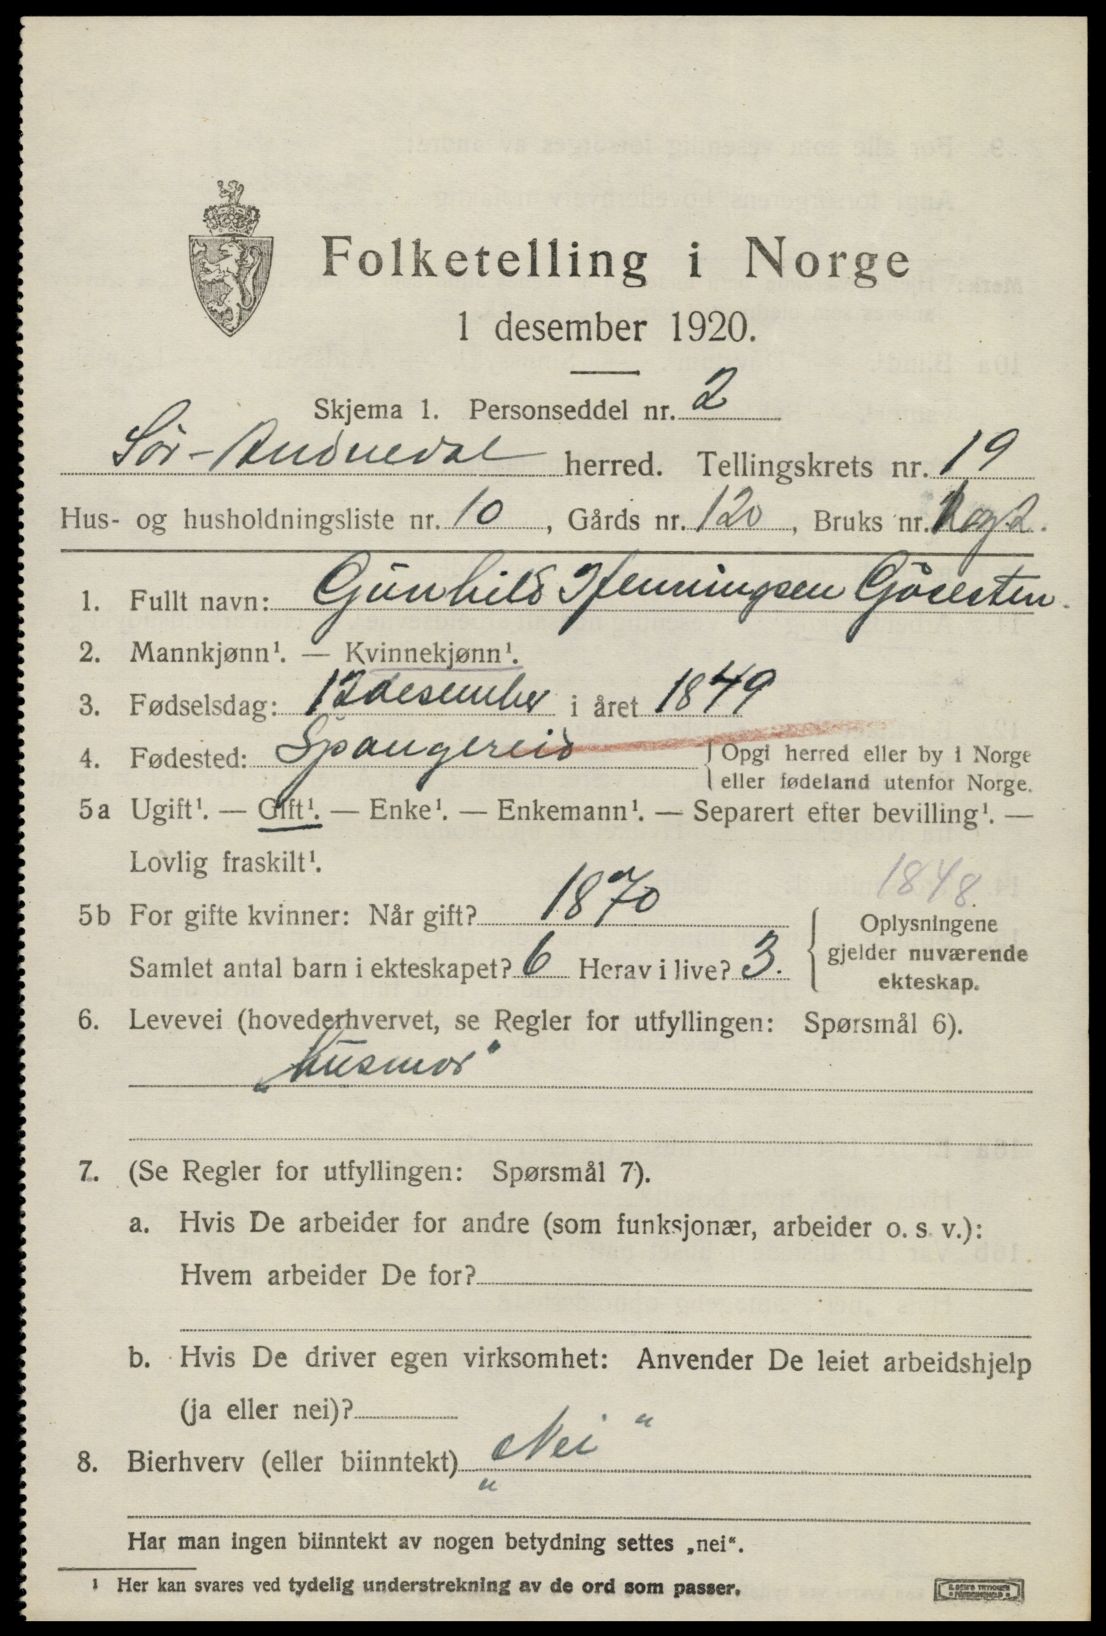 Folketelling i Norge
1 desember 1920.
Skjema 1. Personseddel nr. 2
Sør-Audnedal herred. Tellingskrets nr. 19
Hus- og husholdningsliste nr. 10, Gårds nr. 120, Bruks nr. 1 og 2.
1. Fullt navn: Gunhild Henningsen Gåsesten.
2. Mannkjønn¹. — Kvinnekjønn¹.
3. Fødselsdag: 12 desember i året 1849
4. Fødested: Spangereid { Opgi herred eller by i Norge
eller fødeland utenfor Norge.
5a Ugift¹. — Gift¹. — Enke¹. — Enkemann¹. — Separert efter bevilling¹. —
Lovlig fraskilt¹.
1848.
5b For gifte kvinner: Når gift? 1870
Samlet antal barn i ekteskapet? 6 Herav i live? 3.
{ Oplysningene
gjelder nuværende
ekteskap.
6. Levevei (hovederhvervet, se Regler for utfyllingen: Spørsmål 6).
„Husmor"
7. (Se Regler for utfyllingen: Spørsmål 7).
a. Hvis De arbeider for andre (som funksjonær, arbeider o. s. v.):
Hvem arbeider De for?
b. Hvis De driver egen virksomhet: Anvender De leiet arbeidshjelp
(ja eller nei)?
8. Bierhverv (eller biinntekt) „Nei"
Har man ingen biinntekt av nogen betydning settes „nei".
¹ Her kan svares ved tydelig understrekning av de ord som passer.